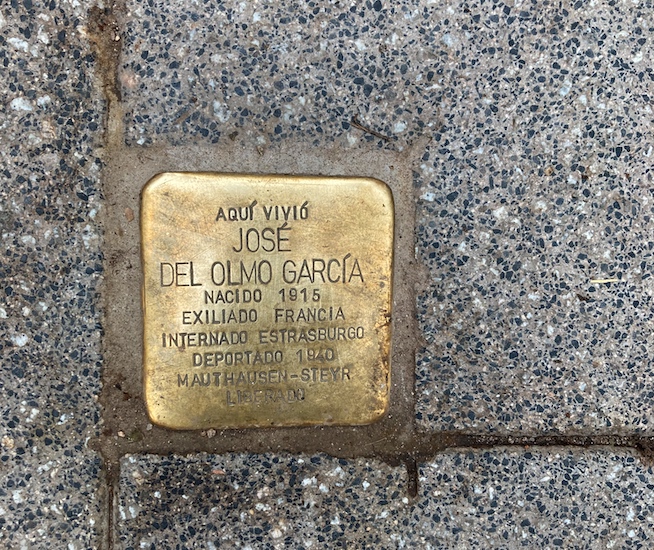 AQUÍ VIVIÓ
JOSÉ
DEL OLMO GARCÍA
NACIDO 1915
EXILIADO FRANCIA
INTERNADO ESTRASBURGO
DEPORTADO 1940
MAUTHAUSEN-STEYR
LIBERADO